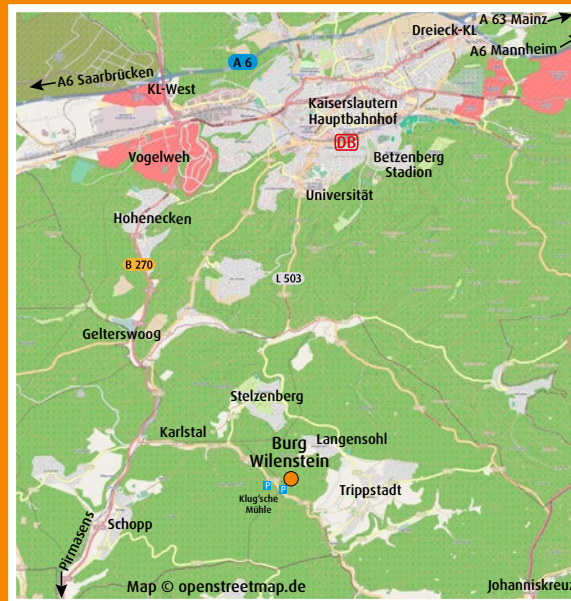 A 63 Mainz
Dreieck-KL
A6 Mannheim
A 6
A6 Saarbrücken
KL-West
Kaiserslautern
Hauptbahnhof
DB
Vogelweh
Betzenberg
Stadion
Universität
Hohenecken
B 270
L 503
Gelterswoog
Stelzenberg
Karlstal
Burg
Wilenstein
Langensohl
P
P
Trippstadt
Klug'sche
Mühle
Schopp
Pirmasens
Map © openstreetmap.de
Johanniskreuz